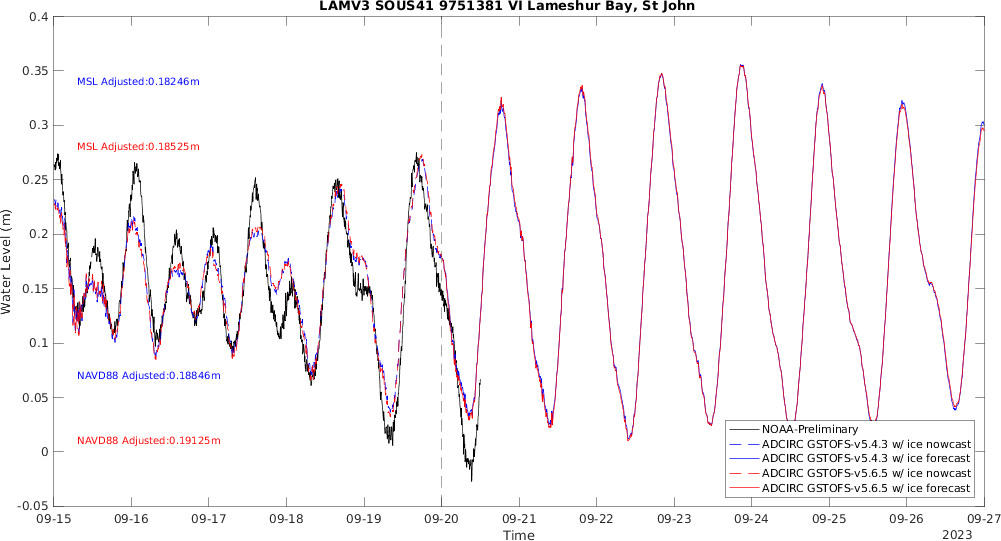 LAMV3 SOUS41 9751381 VI Lameshur Bay, St John
0.4
0.35
0.3
0.25
0.2
0.15
0.1
0.05
0
-0.05
Water Level (m)
MSL Adjusted:0.18246m
MSL Adjusted:0.18525m
NAVD88 Adjusted:0.18846m
NAVD88 Adjusted:0.19125m
NOAA-Preliminary
ADCIRC GSTOFS-v5.4.3 w/ ice nowcast
ADCIRC GSTOFS-v5.4.3 w/ ice forecast
ADCIRC GSTOFS-v5.6.5 w/ ice nowcast
ADCIRC GSTOFS-v5.6.5 w/ ice forecast
09-15 09-16 09-17 09-18 09-19 09-20 09-21 09-22 09-23 09-24 09-25 09-26 09-27
Time
2023